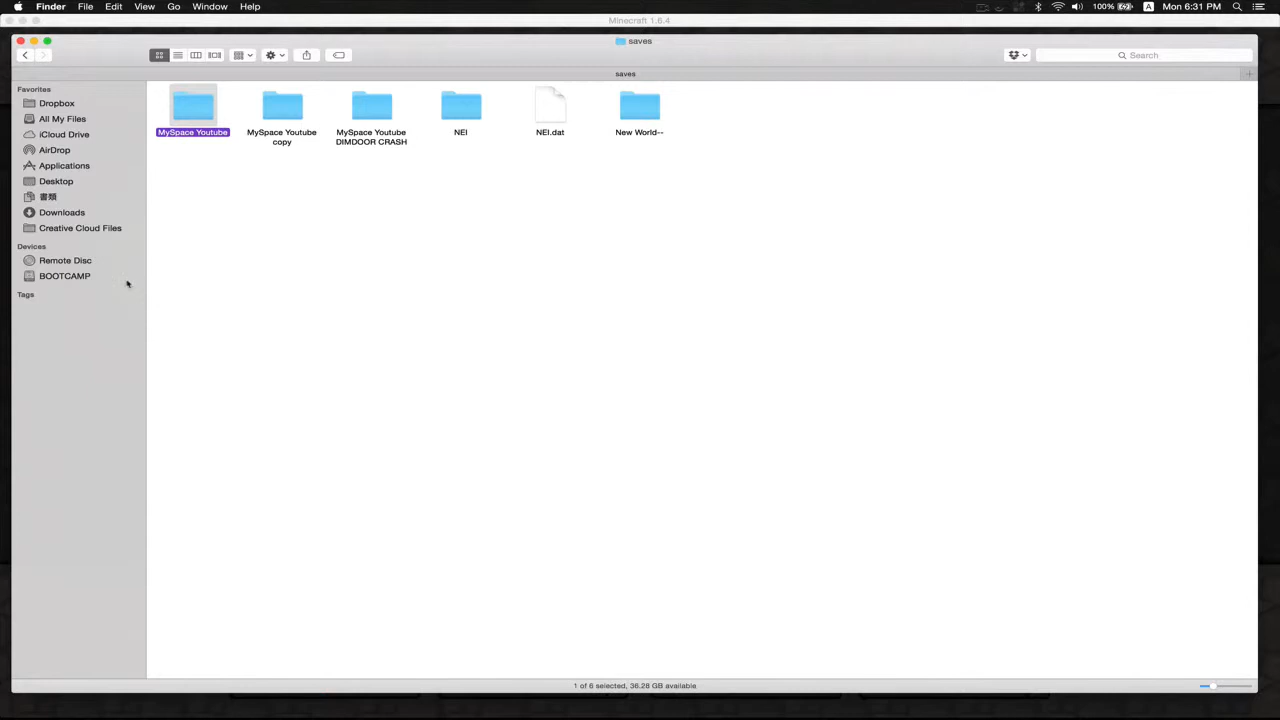 Finder File Edit View Go Window Help 100% A Mon 6:31 PM
Minecraft 1.6.4
saves
Search
saves
Favorites
Dropbox
All My Files
iCloud Drive
AirDrop
Applications
Desktop
書類
Downloads
Creative Cloud Files
Devices
Remote Disc
BOOTCAMP
Tags
MySpace Youtube
MySpace Youtube
copy
MySpace Youtube
DIMDOOR CRASH
NEI
NEI.dat
New World--
1 of 6 selected, 36.28 GB available